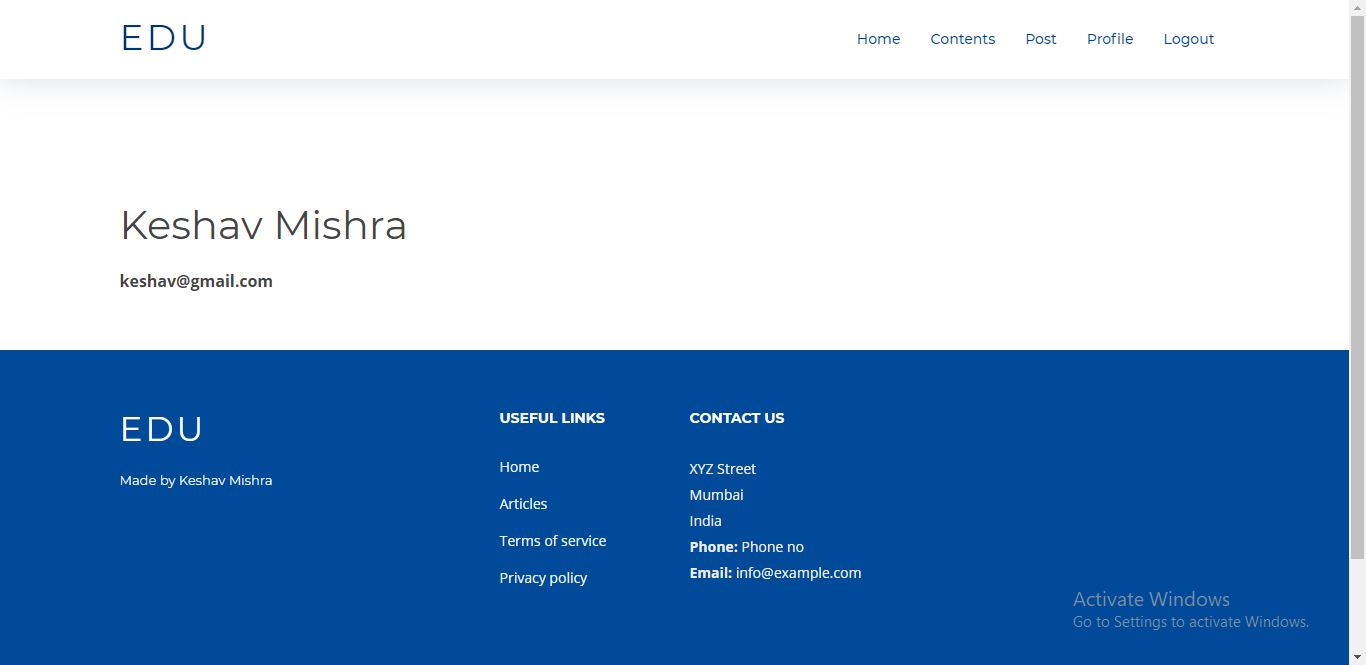 EDU
Home Contents Post Profile Logout
Keshav Mishra
keshav@gmail.com
EDU
Made by Keshav Mishra
USEFUL LINKS
Home
Articles
Terms of service
Privacy policy
CONTACT US
XYZ Street
Mumbai
India
Phone: Phone no
Email: info@example.com
Activate Windows
Go to Settings to activate Windows.